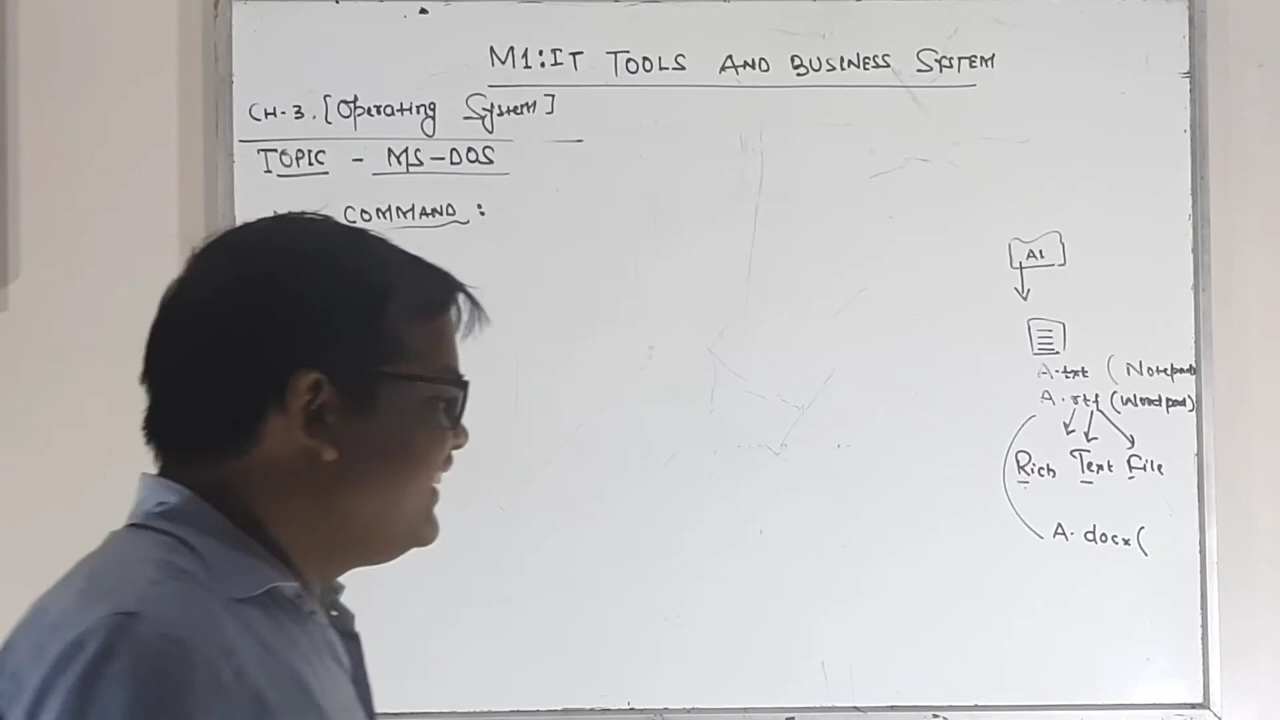 M1:IT TOOLS AND BUSINESS SYSTEM
CH-3. [Operating System]
TOPIC - MS-DOS
COMMAND:
A1
A.txt (Notepad
A.rtf (Wordpad)
Rich Text File
A.docx(